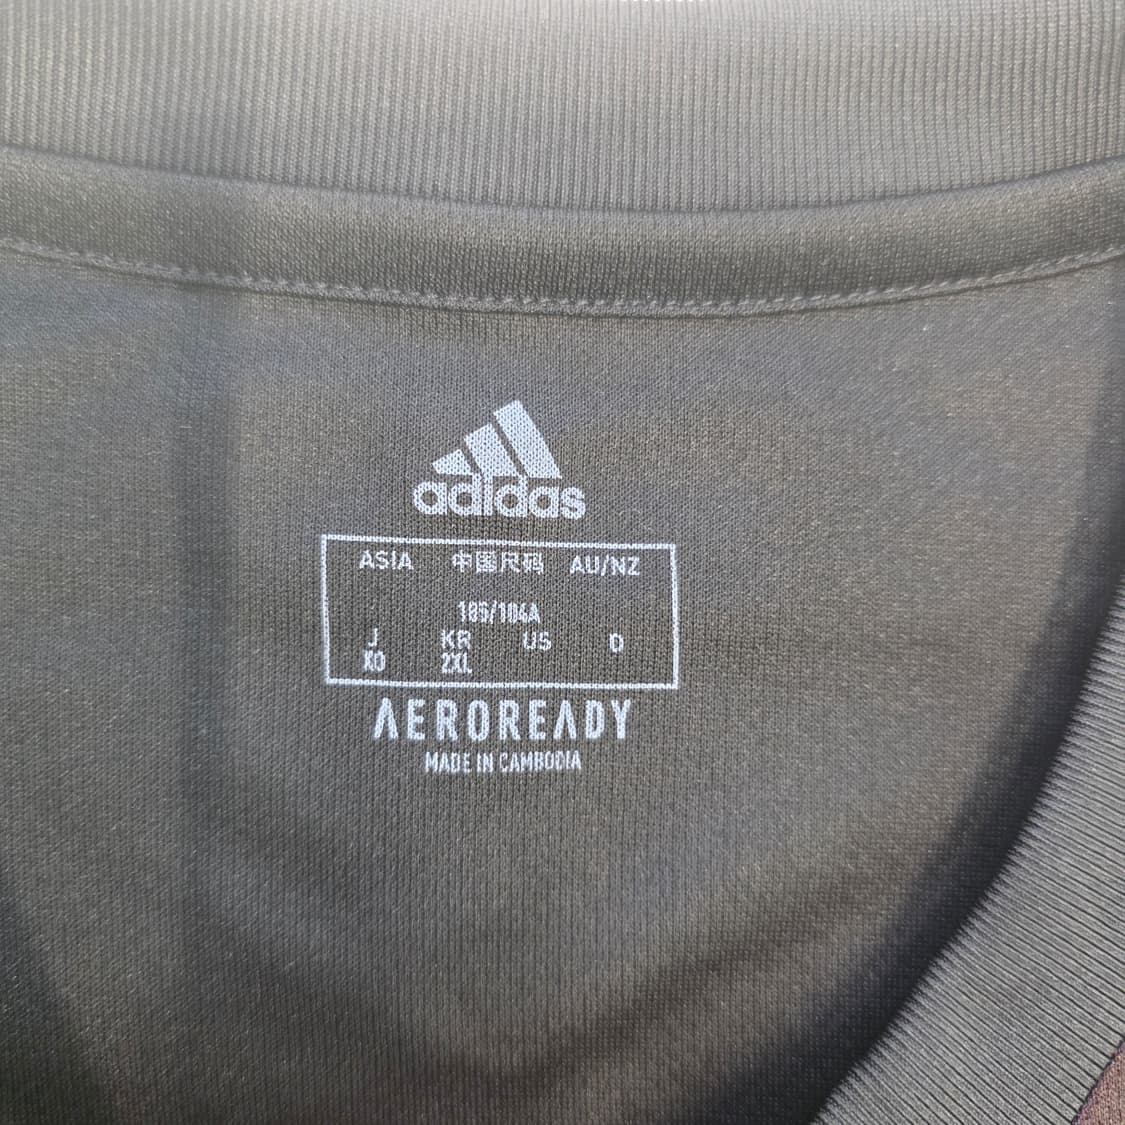 adidas
ASIA 中国尺码 AU/NZ
185/104A
J KR US D
XO 2XL
AEROREADY
MADE IN CAMBODIA